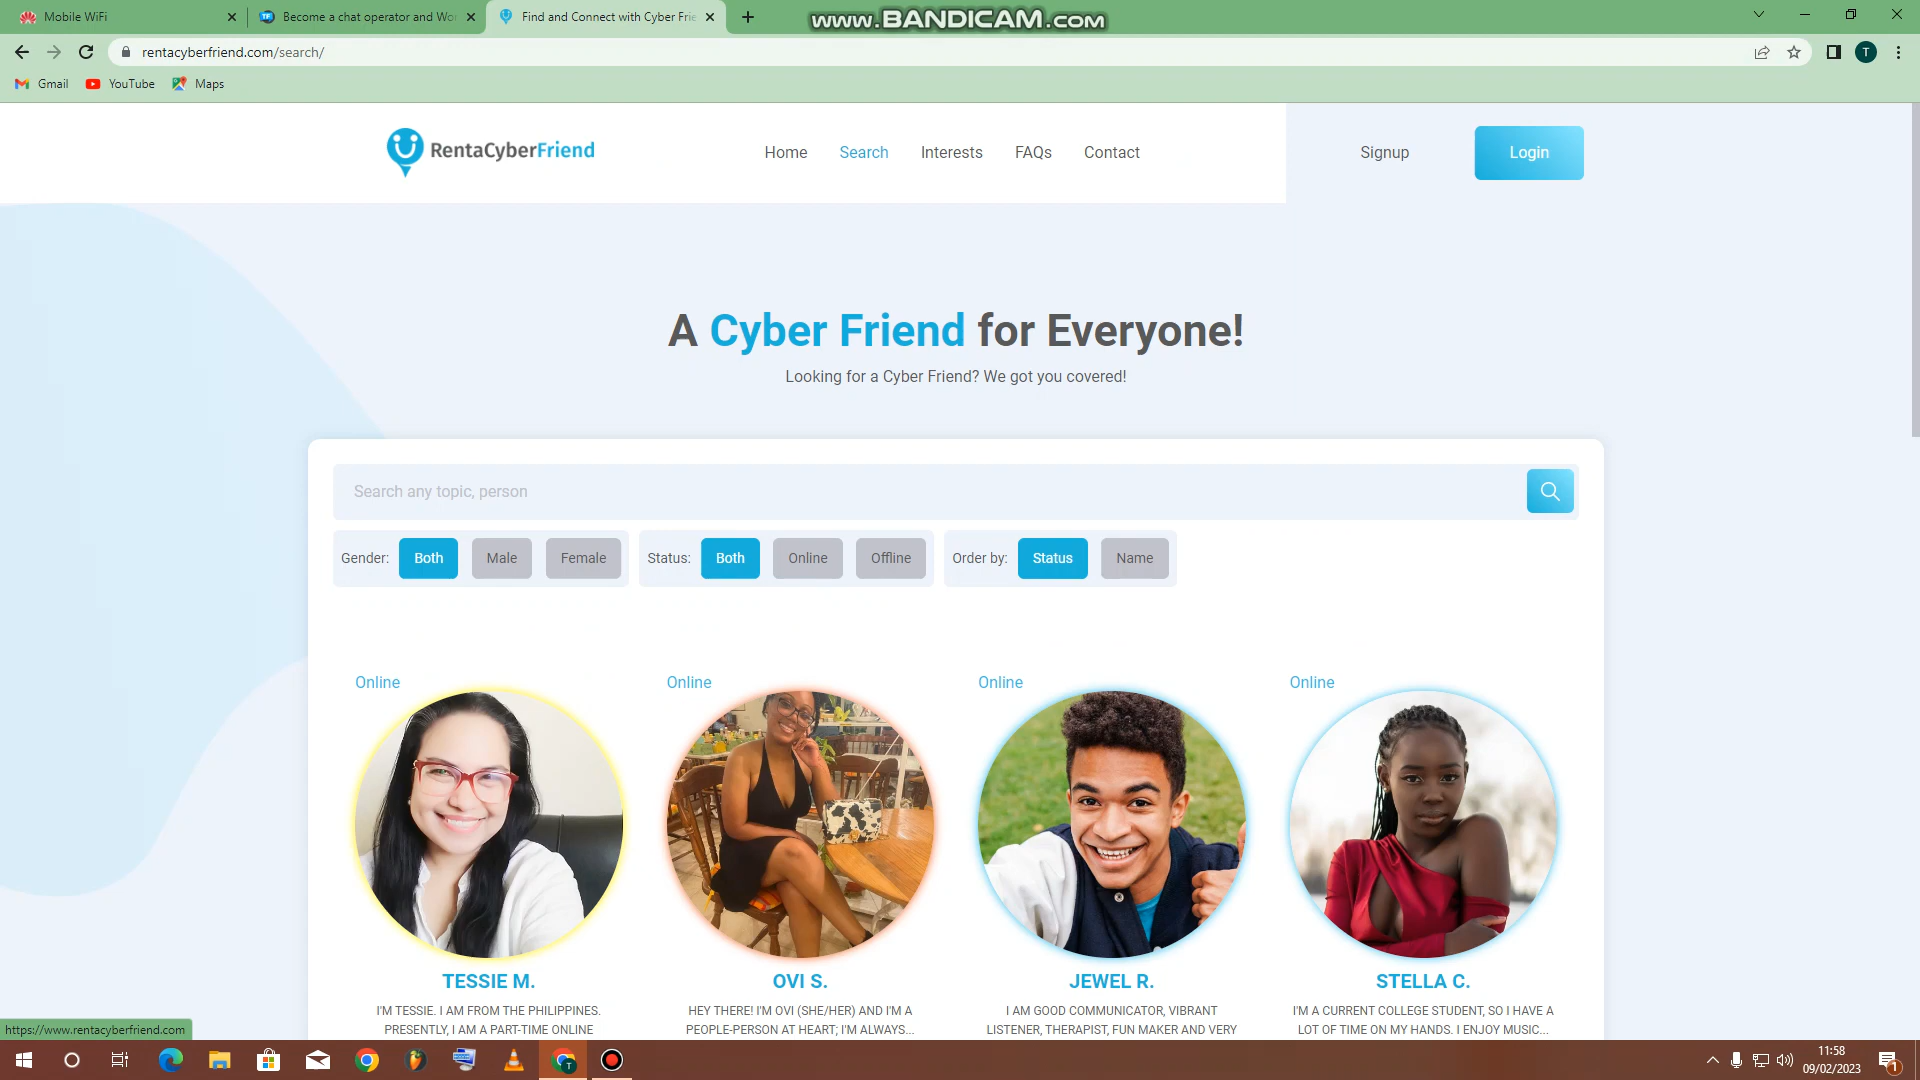 Mobile WiFi
Become a chat operator and Wo
Find and Connect with Cyber Frie
www.BANDICAM.com
rentacyberfriend.com/search/
T
Gmail
YouTube
Maps
RentaCyberFriend
Home
Search
Interests
FAQs
Contact
Signup
Login
A Cyber Friend for Everyone!
Looking for a Cyber Friend? We got you covered!
Search any topic, person
Gender:
Both
Male
Female
Status:
Both
Online
Offline
Order by:
Status
Name
Online
Online
Online
Online
TESSIE M.
I'M TESSIE. I AM FROM THE PHILIPPINES.
PRESENTLY, I AM A PART-TIME ONLINE
OVI S.
HEY THERE! I'M OVI (SHE/HER) AND I'M A
PEOPLE-PERSON AT HEART; I'M ALWAYS...
JEWEL R.
I AM GOOD COMMUNICATOR, VIBRANT
LISTENER, THERAPIST, FUN MAKER AND VERY
STELLA C.
I'M A CURRENT COLLEGE STUDENT, SO I HAVE A
LOT OF TIME ON MY HANDS. I ENJOY MUSIC...
https://www.rentacyberfriend.com
T
11:58
09/02/2023
1